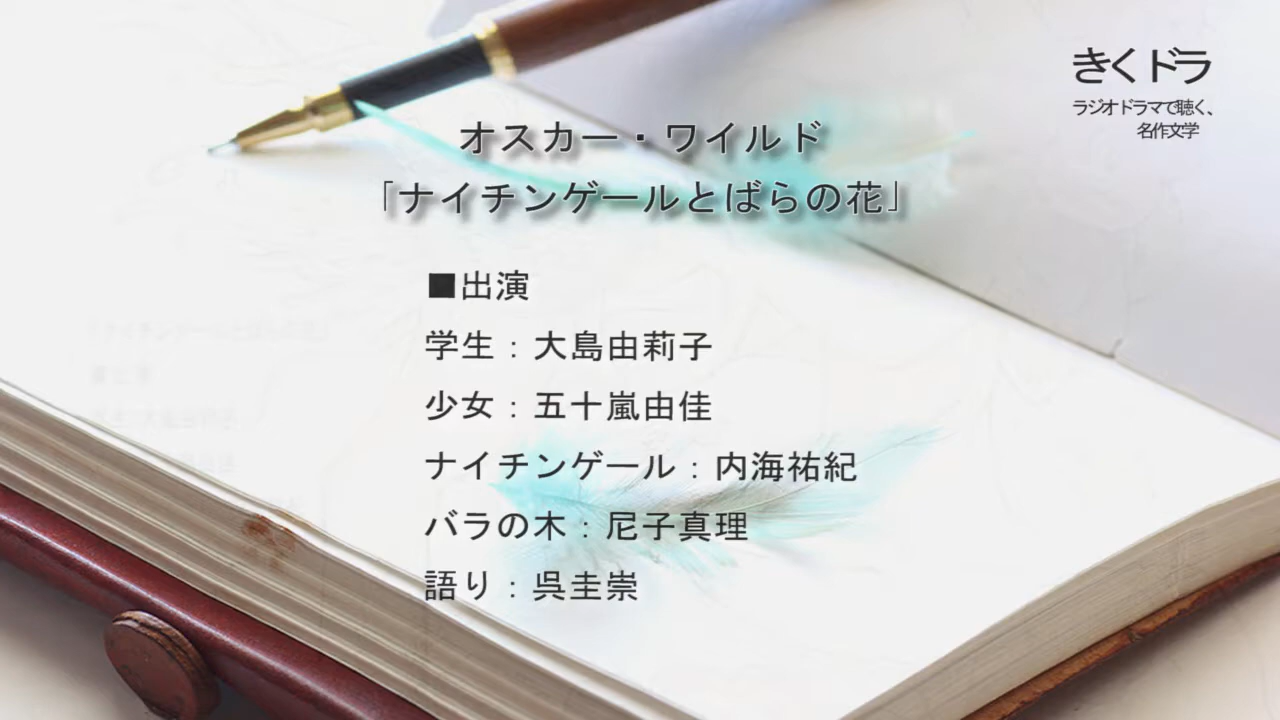 きくドラ
ラジオドラマで聴く、
名作文学
オスカー・ワイルド
「ナイチンゲールとばらの花」
■出演
学生：大島由莉子
少女：五十嵐由佳
ナイチンゲール：内海祐紀
バラの木：尼子真理
語り：呉圭崇